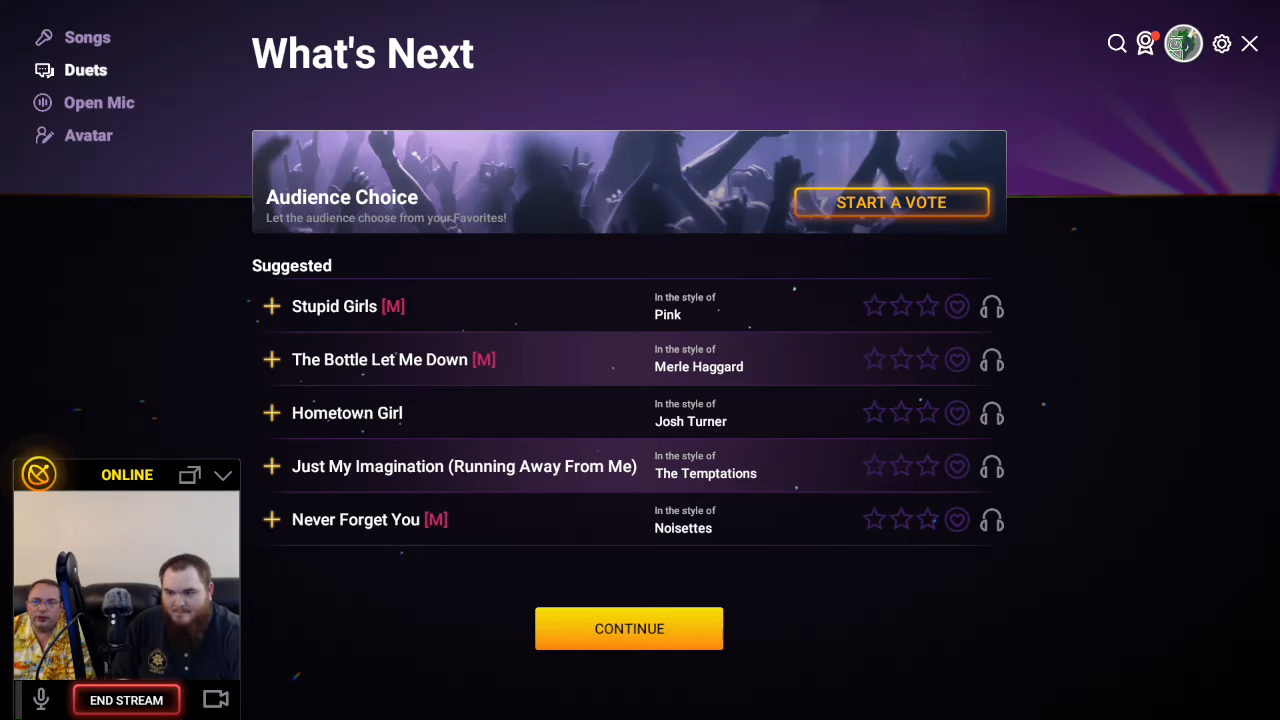 Songs
Duets
Open Mic
Avatar
What's Next
Audience Choice
Let the audience choose from your Favorites!
START A VOTE
Suggested
Stupid Girls [M]
In the style of
Pink
The Bottle Let Me Down [M]
In the style of
Merle Haggard
Hometown Girl
In the style of
Josh Turner
Just My Imagination (Running Away From Me)
In the style of
The Temptations
Never Forget You [M]
In the style of
Noisettes
CONTINUE
ONLINE
END STREAM